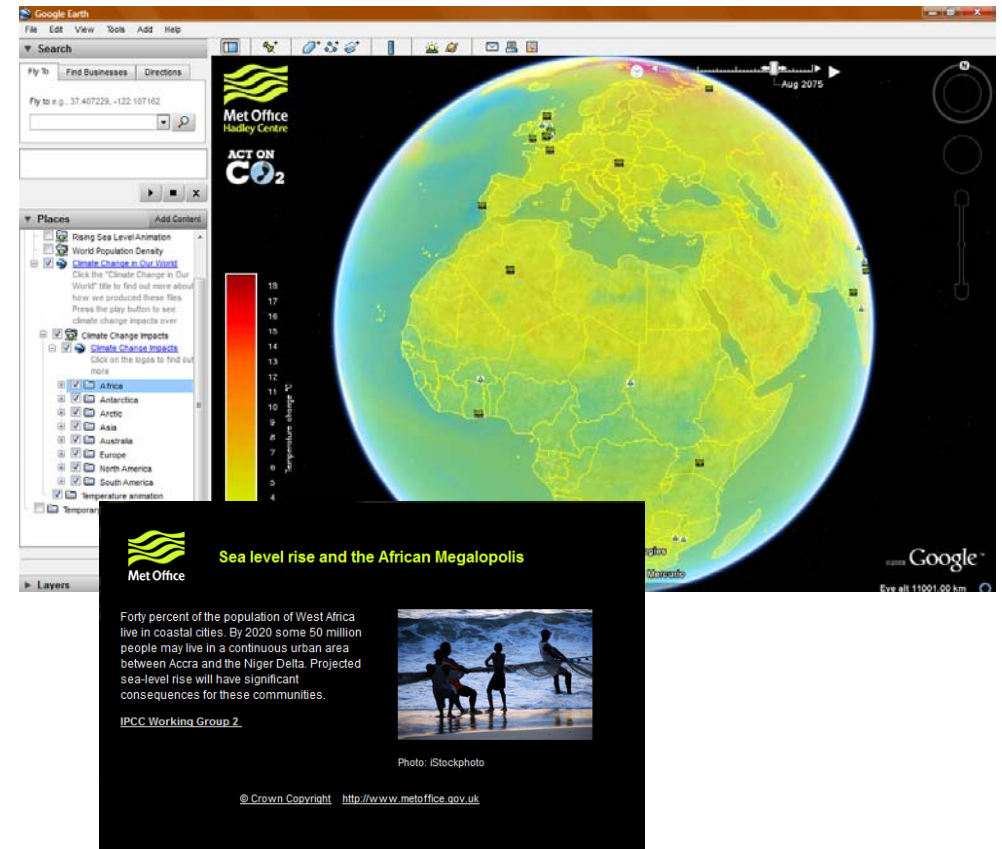 Google Earth
File Edit View Tools Add Help
Search
Fly To Find Businesses Directions
Fly to e.g., 37.407229, -122.107162
Places Add Content
Rising Sea Level Animation
World Population Density
Climate Change in Our World
Click the "Climate Change in Our
World" title to find out more about
how we produced these files.
Press the play button to see
climate change impacts over
Climate Change Impacts
Climate Change Impacts
Click on the logos to find out
more
Africa
Antarctica
Arctic
Asia
Australia
Europe
North America
South America
Temperature animation
Temporary
Layers
Met Office
Hadley Centre
ACT ON
CO2
Aug 2075
N
18
17
16
15
14
13
12
11
10
9
8
7
6
5
4
Temperature change °C
Google
Eye alt 11001.00 km
Met Office
Sea level rise and the African Megalopolis
Forty percent of the population of West Africa
live in coastal cities. By 2020 some 50 million
people may live in a continuous urban area
between Accra and the Niger Delta. Projected
sea-level rise will have significant
consequences for these communities.
IPCC Working Group 2
Photo: iStockphoto
© Crown Copyright http://www.metoffice.gov.uk